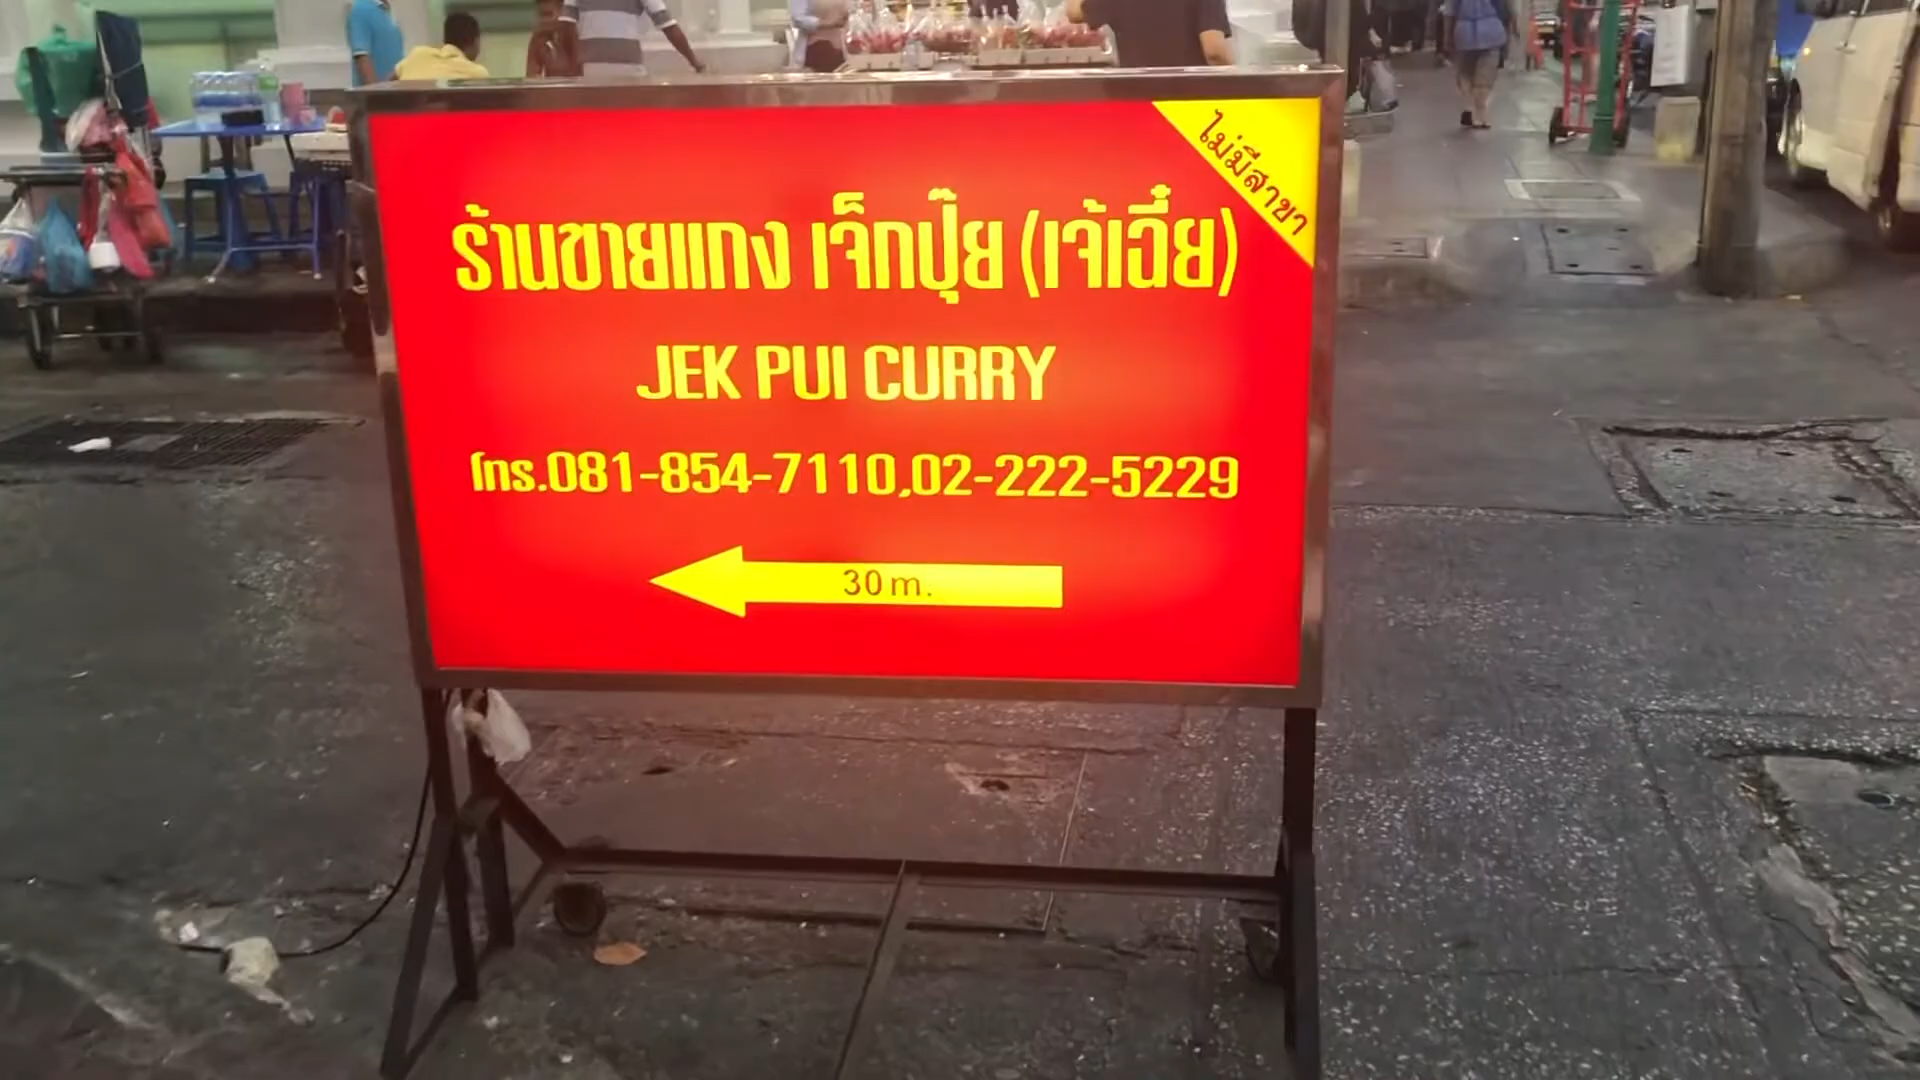 ไม่มีสาขา
ร้านขายแกง เจ็กปุ๊ย (เจ้เฉี๋ย)
JEK PUI CURRY
โทร.081-854-7110,02-222-5229
30 m.